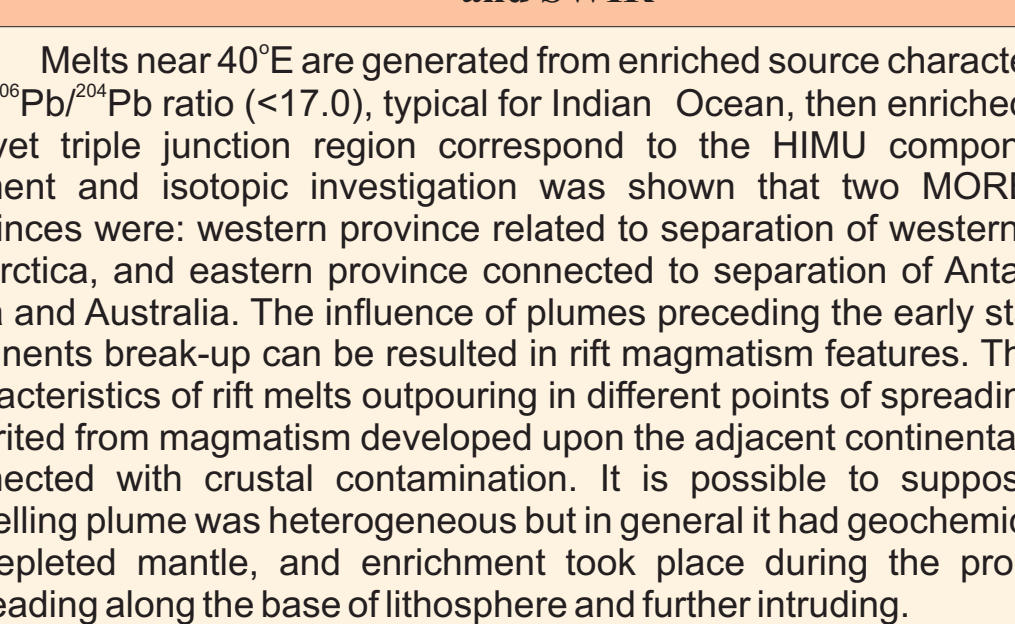 and SWIR
Melts near 40°E are generated from enriched source characte
06Pb/204Pb ratio (<17.0), typical for Indian Ocean, then enriched
yet triple junction region correspond to the HIMU compon
ment and isotopic investigation was shown that two MORB
inces were: western province related to separation of western
arctica, and eastern province connected to separation of Anta
a and Australia. The influence of plumes preceding the early st
inents break-up can be resulted in rift magmatism features. Th
acteristics of rift melts outpouring in different points of spreadin
rited from magmatism developed upon the adjacent continenta
nected with crustal contamination. It is possible to suppos
elling plume was heterogeneous but in general it had geochemic
epleted mantle, and enrichment took place during the pro
eading along the base of lithosphere and further intruding.